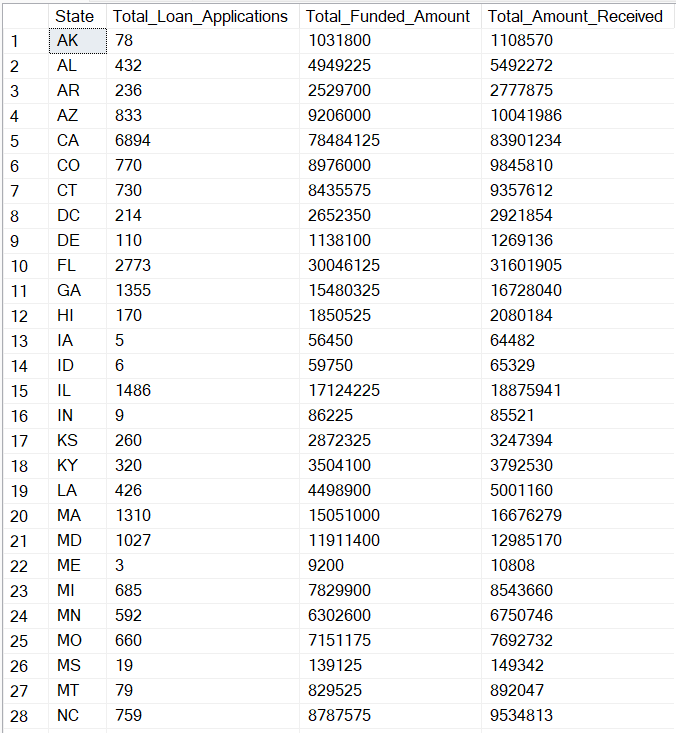 State Total_Loan_Applications Total_Funded_Amount Total_Amount_Received
1 AK 78 1031800 1108570
2 AL 432 4949225 5492272
3 AR 236 2529700 2777875
4 AZ 833 9206000 10041986
5 CA 6894 78484125 83901234
6 CO 770 8976000 9845810
7 CT 730 8435575 9357612
8 DC 214 2652350 2921854
9 DE 110 1138100 1269136
10 FL 2773 30046125 31601905
11 GA 1355 15480325 16728040
12 HI 170 1850525 2080184
13 IA 5 56450 64482
14 ID 6 59750 65329
15 IL 1486 17124225 18875941
16 IN 9 86225 85521
17 KS 260 2872325 3247394
18 KY 320 3504100 3792530
19 LA 426 4498900 5001160
20 MA 1310 15051000 16676279
21 MD 1027 11911400 12985170
22 ME 3 9200 10808
23 MI 685 7829900 8543660
24 MN 592 6302600 6750746
25 MO 660 7151175 7692732
26 MS 19 139125 149342
27 MT 79 829525 892047
28 NC 759 8787575 9534813